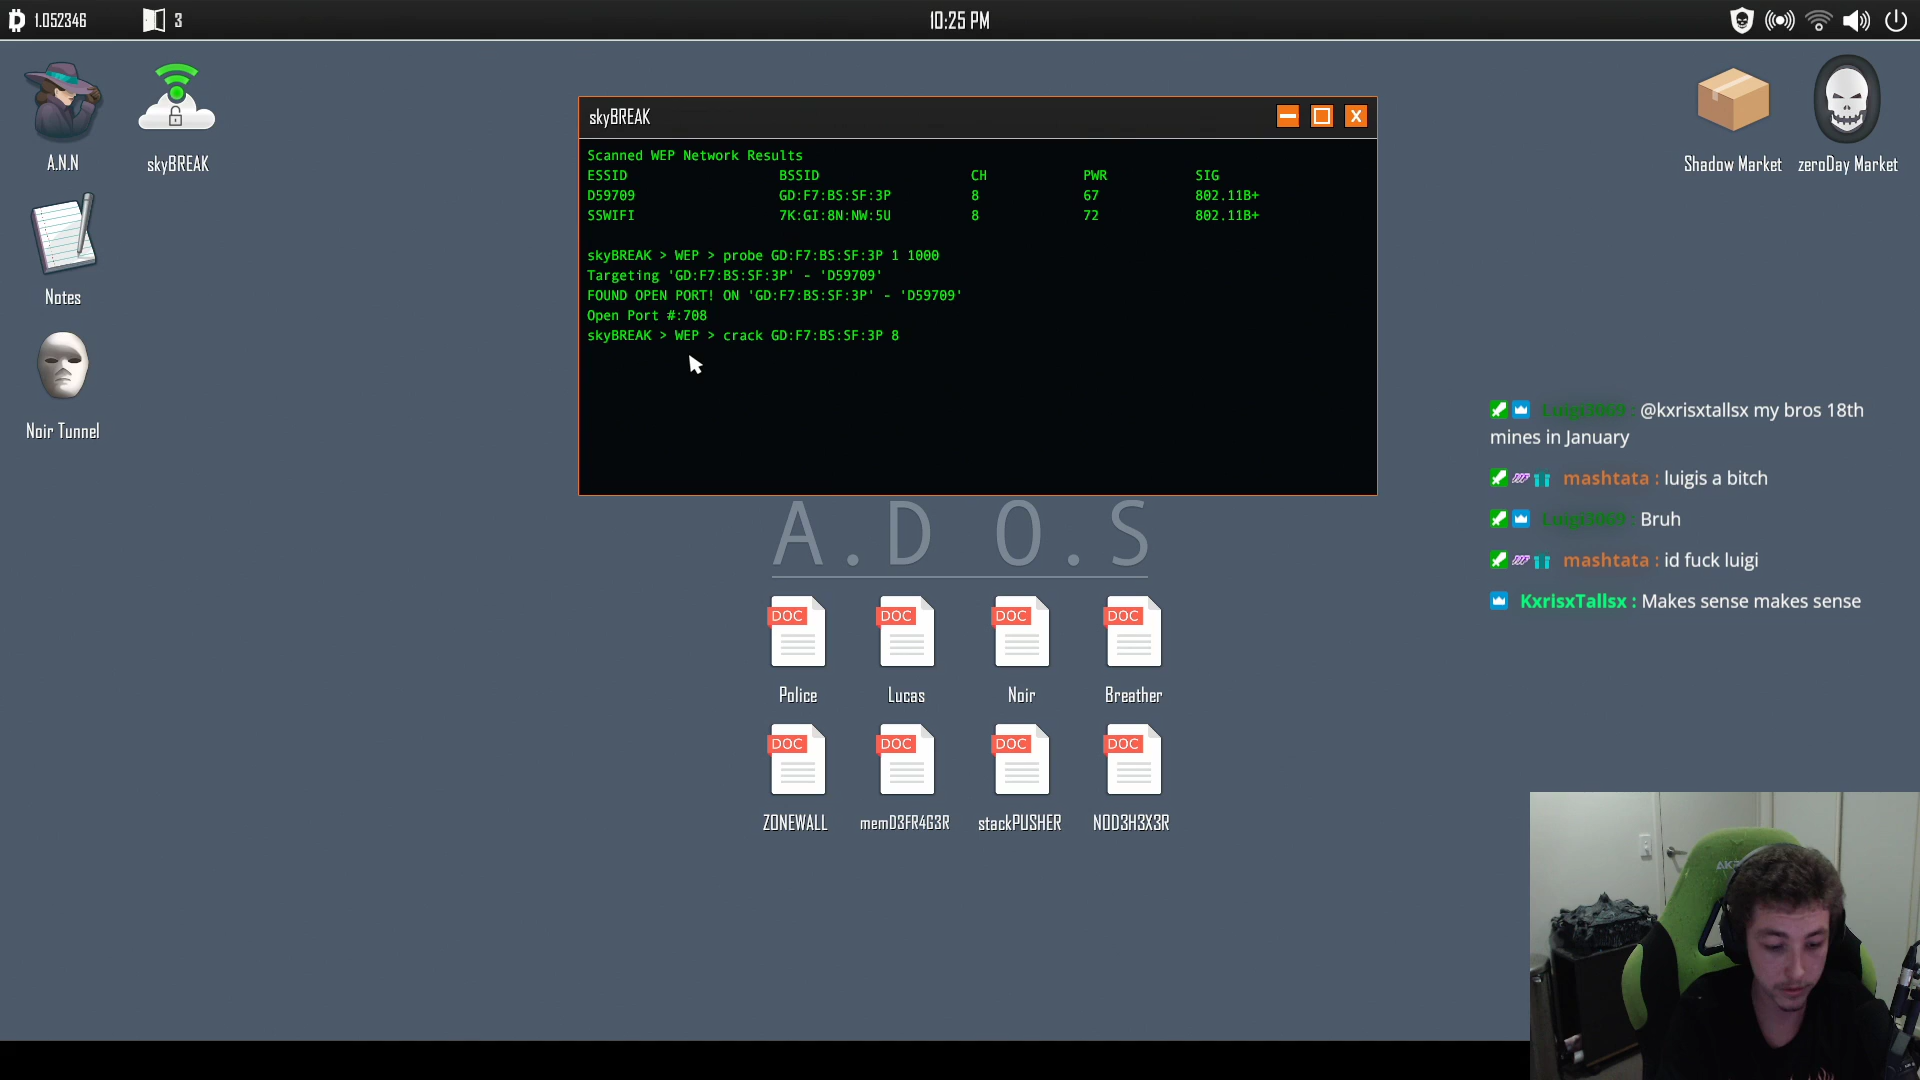 1.052346
3
10:25 PM
A.N.N
skyBREAK
Notes
Noir Tunnel
Shadow Market
zeroDay Market
skyBREAK
Scanned WEP Network Results
ESSID BSSID CH PWR SIG
D59709 GD:F7:BS:SF:3P 8 67 802.11B+
SSWIFI 7K:GI:8N:NW:5U 8 72 802.11B+
skyBREAK > WEP > probe GD:F7:BS:SF:3P 1 1000
Targeting 'GD:F7:BS:SF:3P' - 'D59709'
FOUND OPEN PORT! ON 'GD:F7:BS:SF:3P' - 'D59709'
Open Port #:708
skyBREAK > WEP > crack GD:F7:BS:SF:3P 8
A.D O.S
DOC DOC DOC DOC
Police Lucas Noir Breather
DOC DOC DOC DOC
ZONEWALL memD3FR4G3R stackPUSHER N0D3H3X3R
@kxrisxtallsx my bros 18th
mines in January
mashtata : luigis a bitch
Bruh
mashtata : id fuck luigi
KxrisxTallsx : Makes sense makes sense